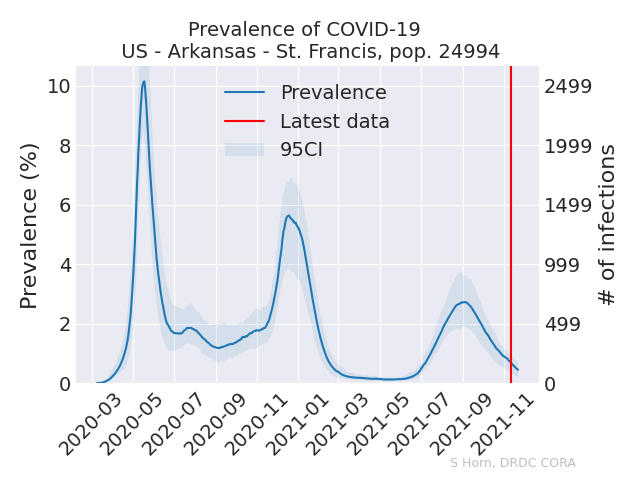 Prevalence of COVID-19
US - Arkansas - St. Francis, pop. 24994
Prevalence
Latest data
95CI
Prevalence (%)
10
8
6
4
2
0
# of infections
2499
1999
1499
999
499
0
2020-03
2020-05
2020-07
2020-09
2020-11
2021-01
2021-03
2021-05
2021-07
2021-09
2021-11
S Horn, DRDC CORA